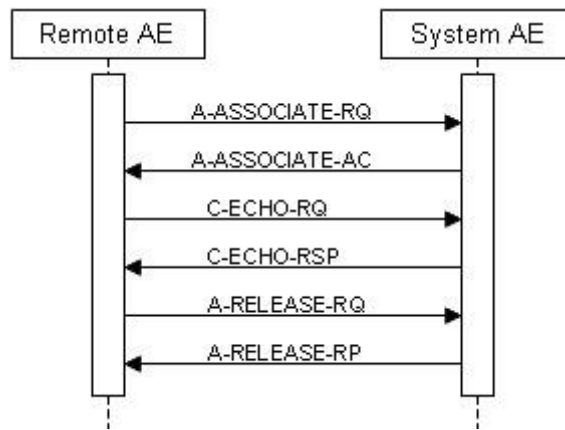 Remote AE
System AE
A-ASSOCIATE-RQ
A-ASSOCIATE-AC
C-ECHO-RQ
C-ECHO-RSP
A-RELEASE-RQ
A-RELEASE-RP